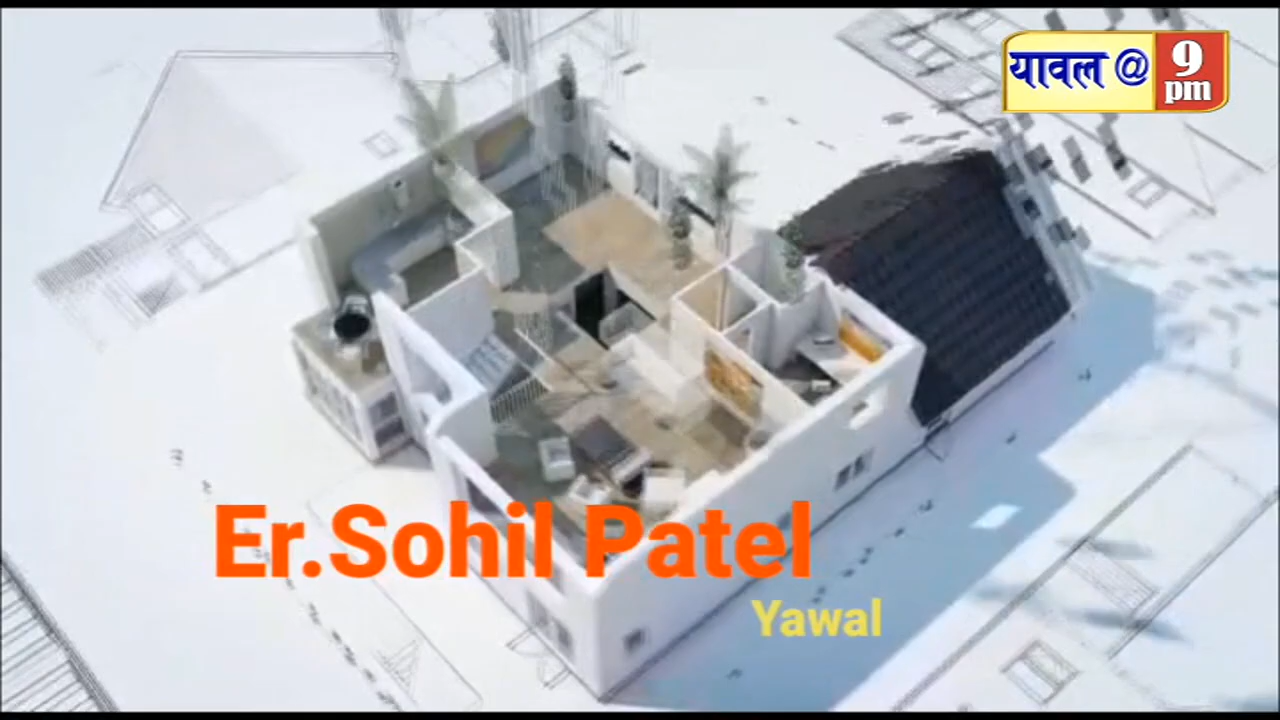 यावल @ 9 pm
Er.Sohil Patel
Yawal